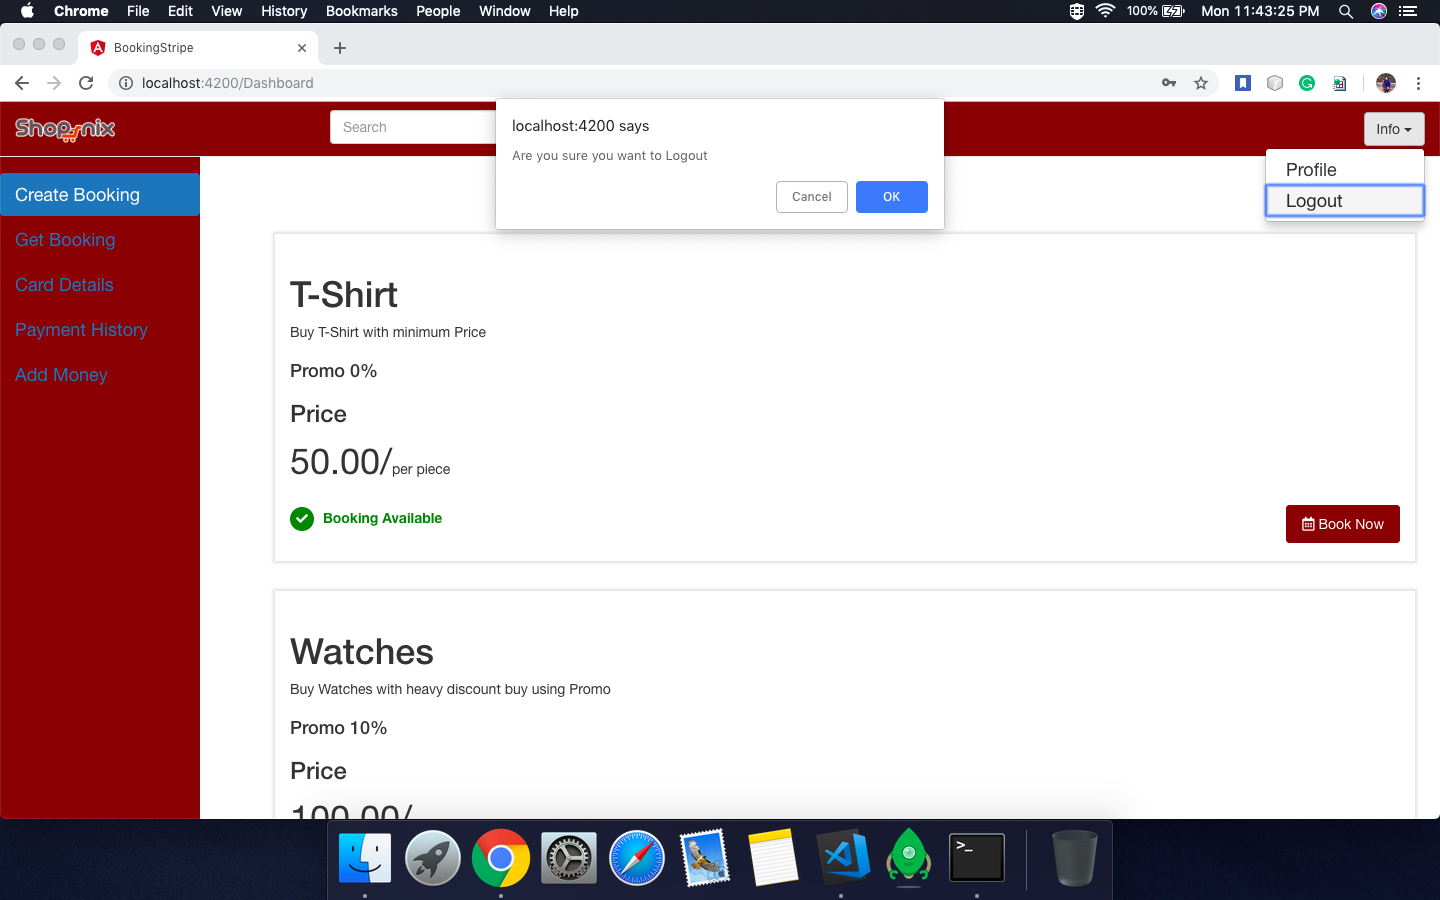 Chrome File Edit View History Bookmarks People Window Help 100% Mon 11:43:25 PM
BookingStripe
localhost:4200/Dashboard
Shopnix
Search
Info
localhost:4200 says
Are you sure you want to Logout
Cancel OK
Profile
Logout
Create Booking
Get Booking
Card Details
Payment History
Add Money
T-Shirt
Buy T-Shirt with minimum Price
Promo 0%
Price
50.00/per piece
Booking Available
Book Now
Watches
Buy Watches with heavy discount buy using Promo
Promo 10%
Price
100.00/
>_